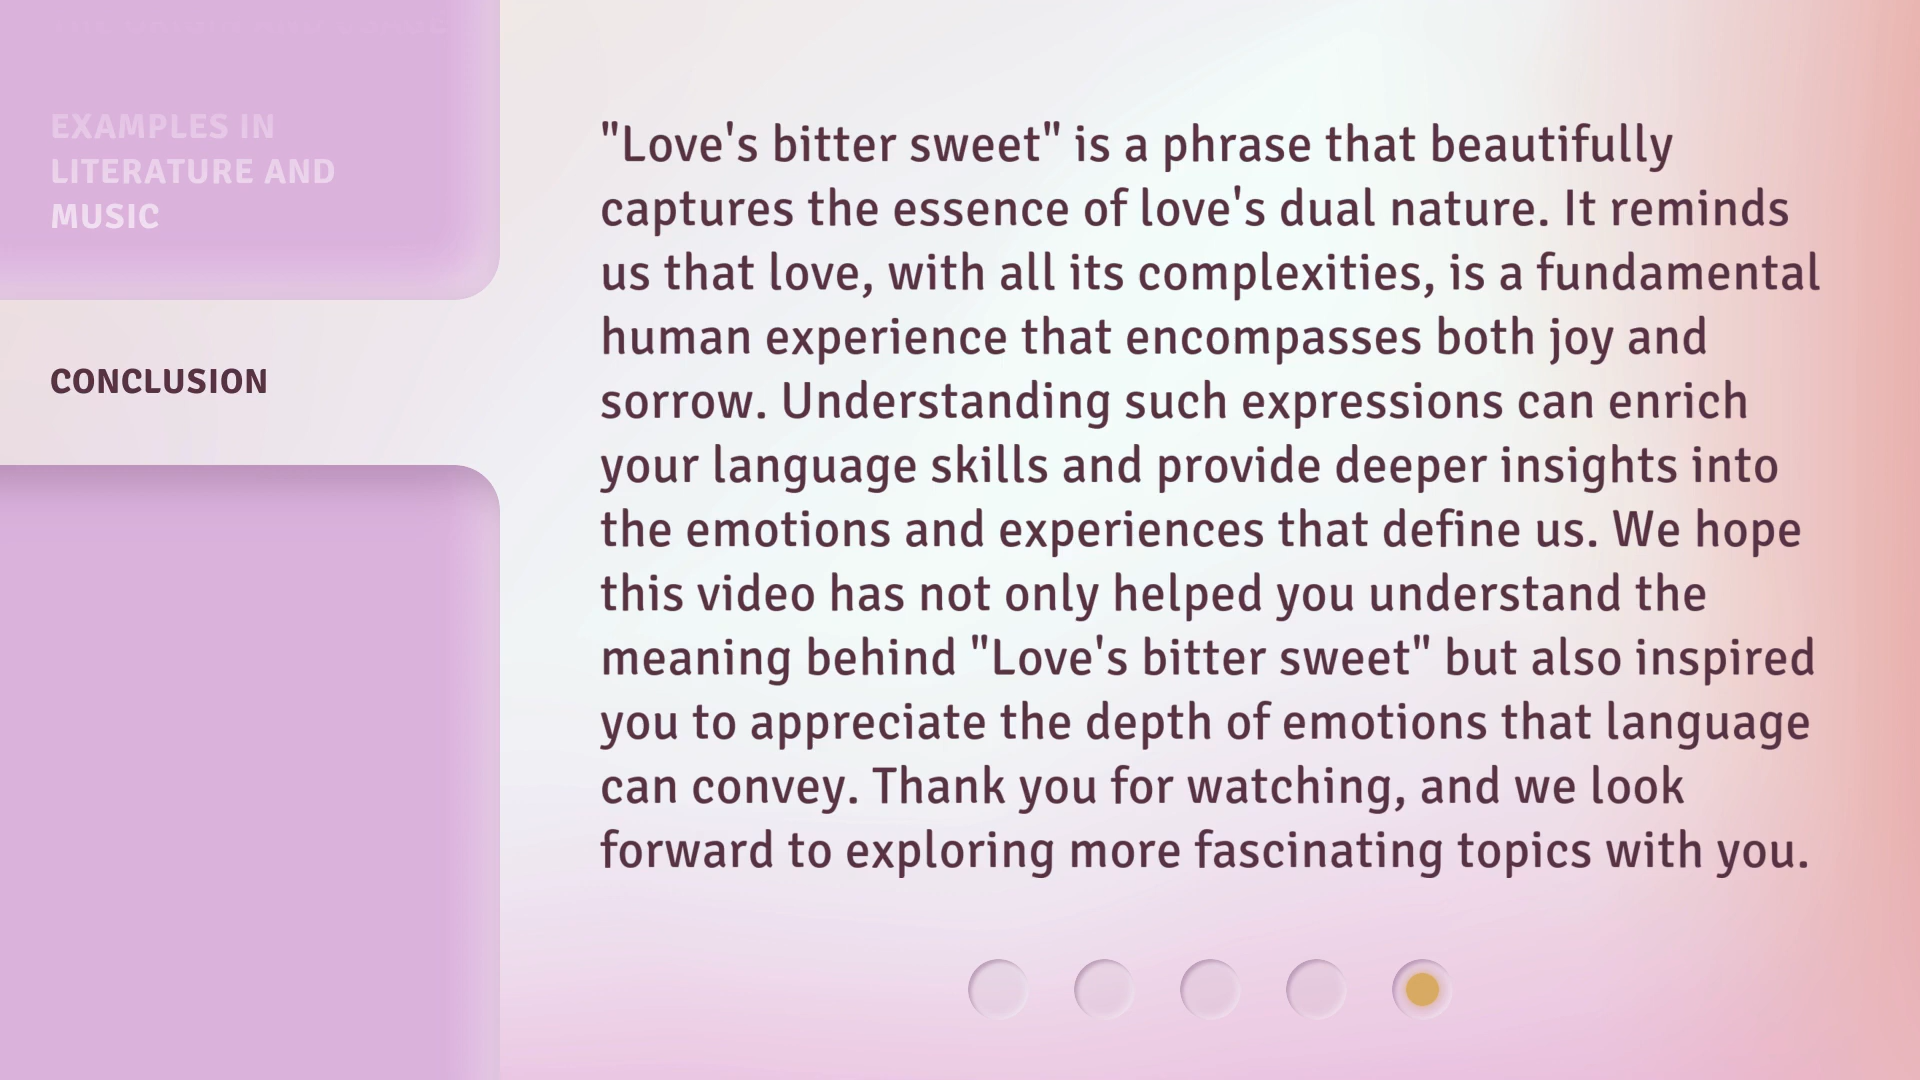 EXAMPLES IN
LITERATURE AND
MUSIC
CONCLUSION
"Love's bitter sweet" is a phrase that beautifully
captures the essence of love's dual nature. It reminds
us that love, with all its complexities, is a fundamental
human experience that encompasses both joy and
sorrow. Understanding such expressions can enrich
your language skills and provide deeper insights into
the emotions and experiences that define us. We hope
this video has not only helped you understand the
meaning behind "Love's bitter sweet" but also inspired
you to appreciate the depth of emotions that language
can convey. Thank you for watching, and we look
forward to exploring more fascinating topics with you.